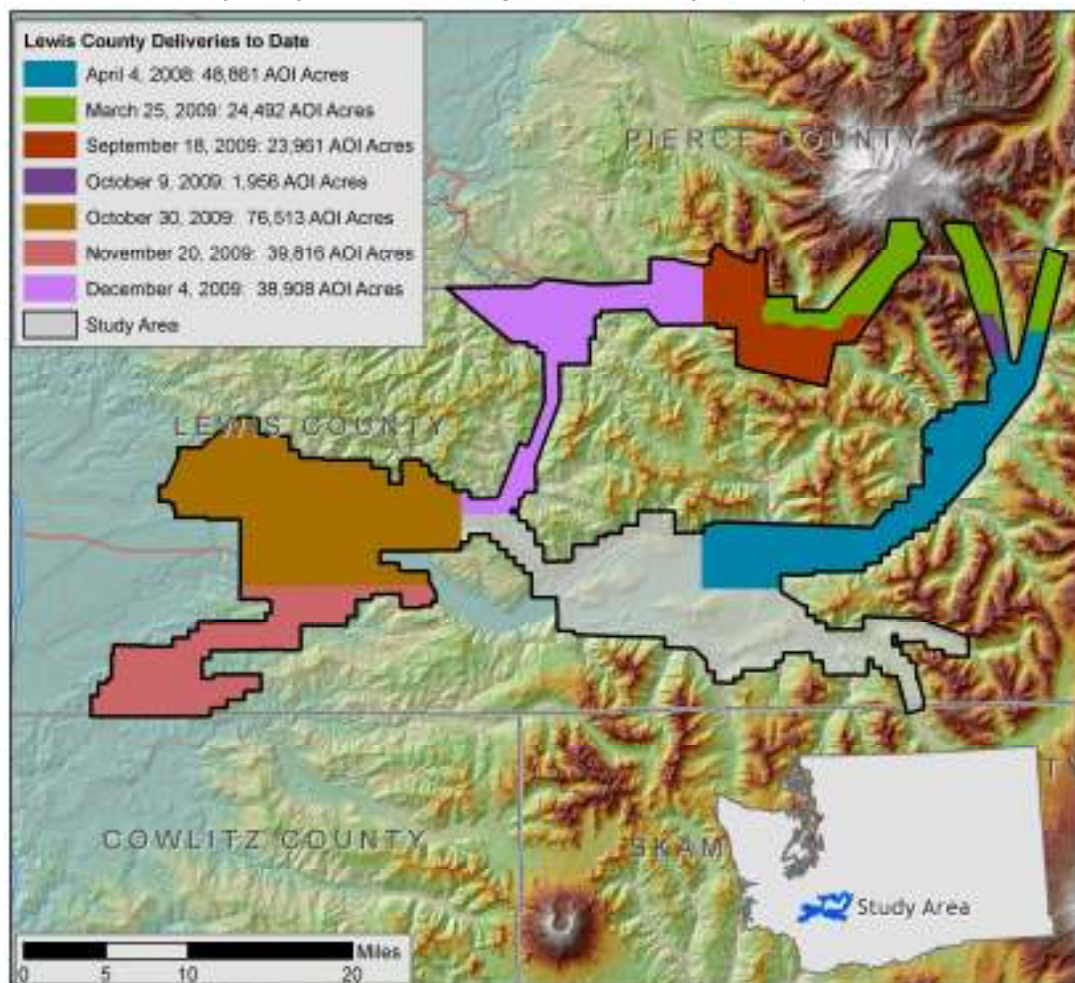 Lewis County Deliveries to Date
April 4, 2008: 48,861 AOI Acres
March 25, 2009: 24,492 AOI Acres
September 18, 2009: 23,961 AOI Acres
October 9, 2009: 1,956 AOI Acres
October 30, 2009: 76,513 AOI Acres
November 20, 2009: 39,816 AOI Acres
December 4, 2009: 38,908 AOI Acres
Study Area
PIERCE COUNTY
LEWIS COUNTY
COWLITZ COUNTY
SKAM
TY
Study Area
Miles
0 5 10 20